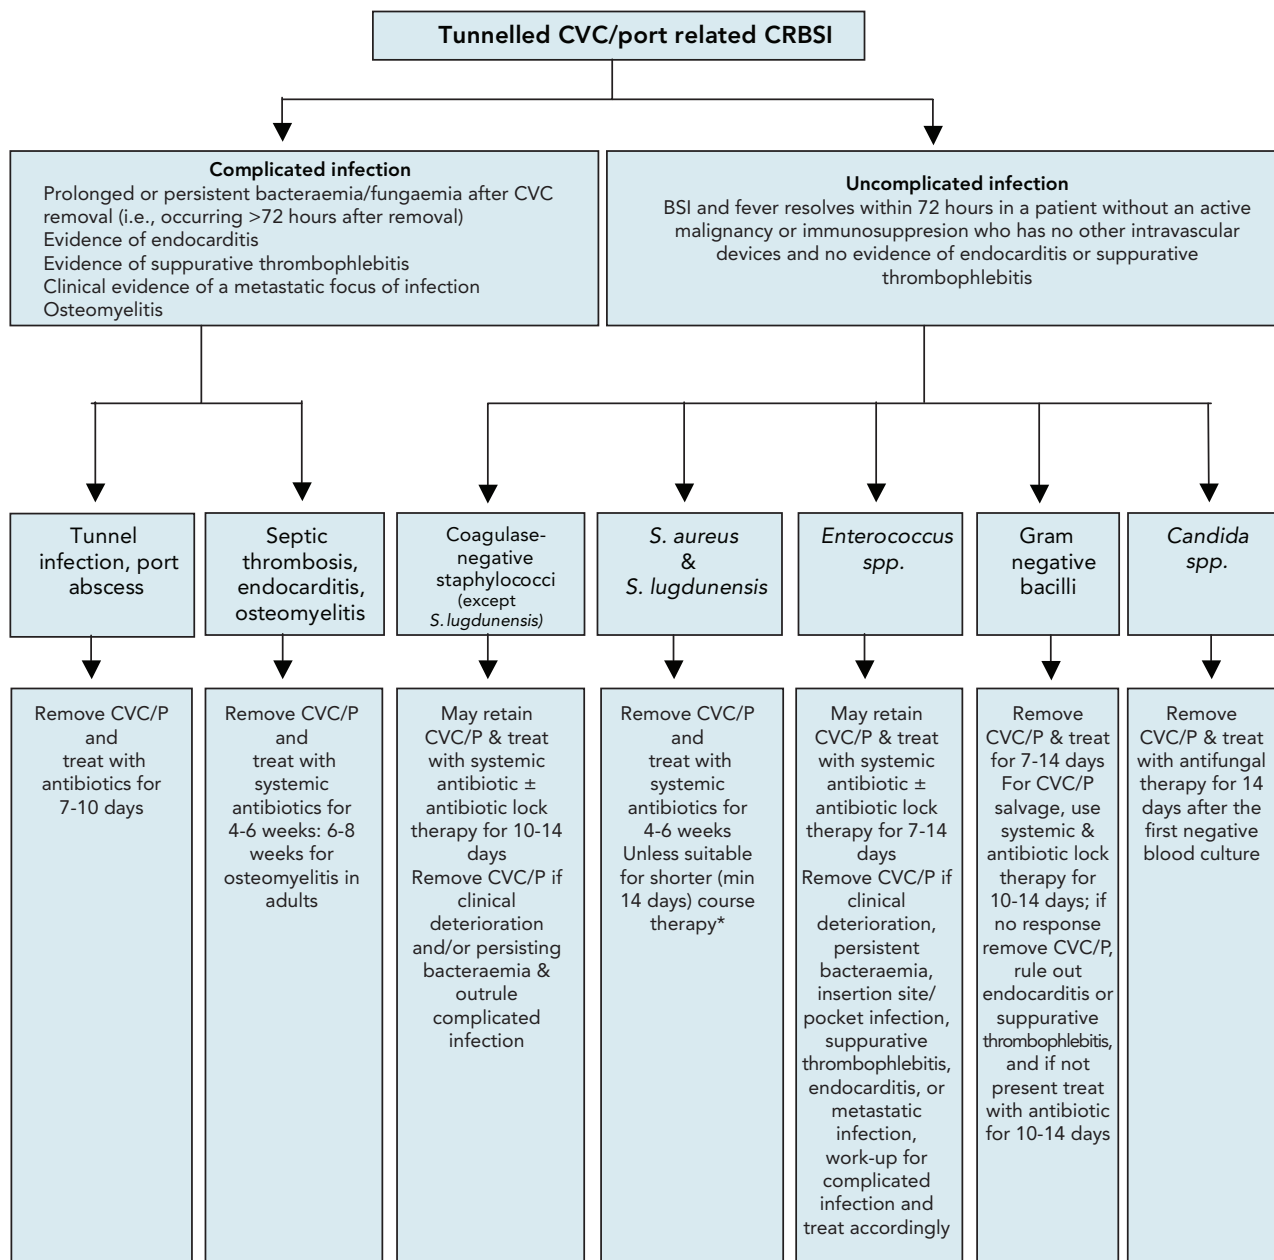 Tunnelled CVC/port related CRBSI
Complicated infection
Prolonged or persistent bacteraemia/fungaemia after CVC
removal (i.e., occurring >72 hours after removal)
Evidence of endocarditis
Evidence of suppurative thrombophlebitis
Clinical evidence of a metastatic focus of infection
Osteomyelitis
Uncomplicated infection
BSI and fever resolves within 72 hours in a patient without an active
malignancy or immunosuppresion who has no other intravascular
devices and no evidence of endocarditis or suppurative
thrombophlebitis
Tunnel
infection, port
abscess
Septic
thrombosis,
endocarditis,
osteomyelitis
Coagulase-
negative
staphylococci
(except
S. lugdunensis)
S. aureus
&
S. lugdunensis
Enterococcus
spp.
Gram
negative
bacilli
Candida
spp.
Remove CVC/P
and
treat with
antibiotics for
7-10 days
Remove CVC/P
and
treat with
systemic
antibiotics for
4-6 weeks: 6-8
weeks for
osteomyelitis in
adults
May retain
CVC/P & treat
with systemic
antibiotic ±
antibiotic lock
therapy for 10-14
days
Remove CVC/P if
clinical
deterioration
and/or persisting
bacteraemia &
outrule
complicated
infection
Remove CVC/P
and
treat with
systemic
antibiotics for
4-6 weeks
Unless suitable
for shorter (min
14 days) course
therapy*
May retain
CVC/P & treat
with systemic
antibiotic ±
antibiotic lock
therapy for 7-14
days
Remove CVC/P if
clinical
deterioration,
persistent
bacteraemia,
insertion site/
pocket infection,
suppurative
thrombophlebitis,
endocarditis, or
metastatic
infection,
work-up for
complicated
infection and
treat accordingly
Remove
CVC/P & treat
for 7-14 days
For CVC/P
salvage, use
systemic &
antibiotic lock
therapy for
10-14 days; if
no response
remove CVC/P,
rule out
endocarditis or
suppurative
thrombophlebitis,
and if not
present treat
with antibiotic
for 10-14 days
Remove
CVC/P & treat
with antifungal
therapy for 14
days after the
first negative
blood culture